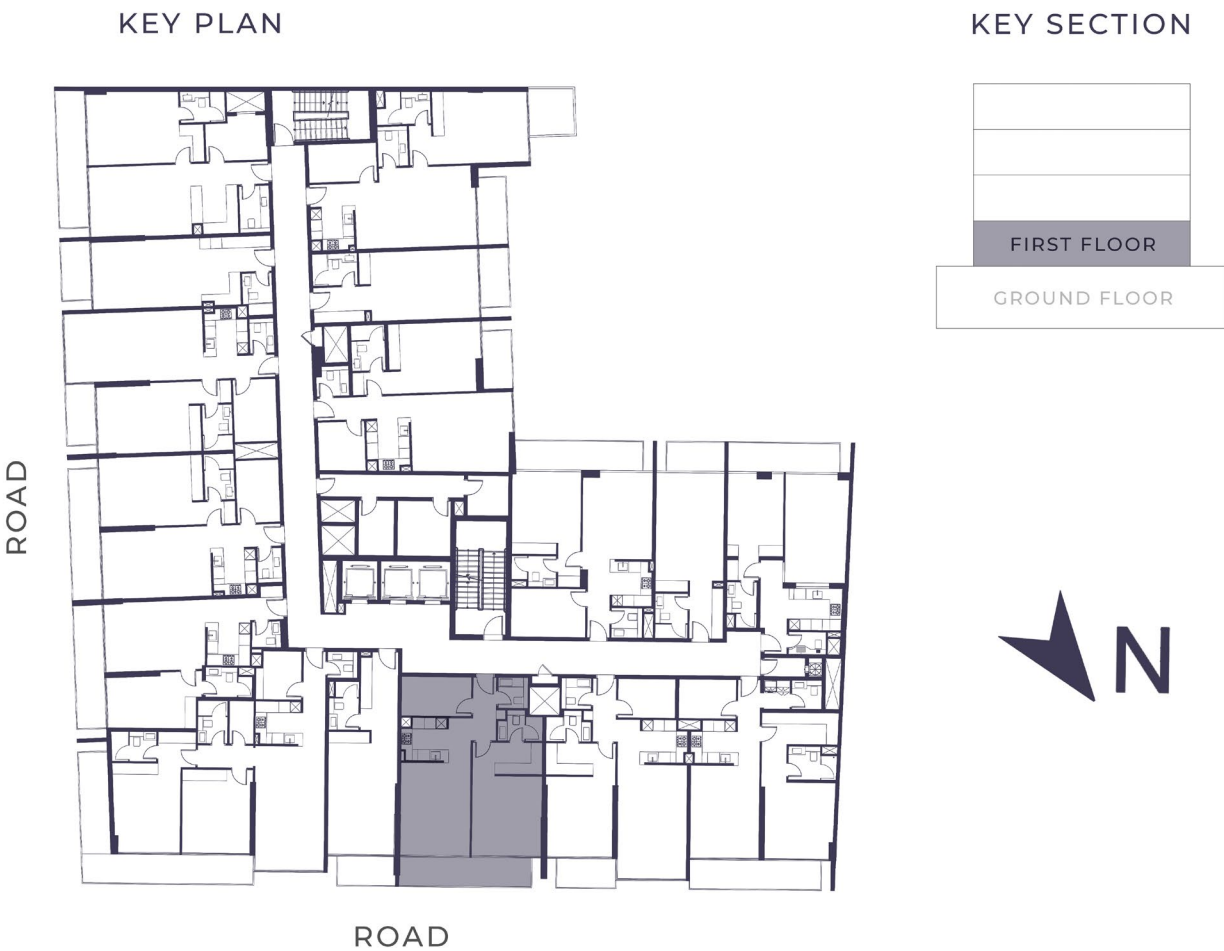 KEY PLAN
KEY SECTION
FIRST FLOOR
GROUND FLOOR
ROAD
N
ROAD